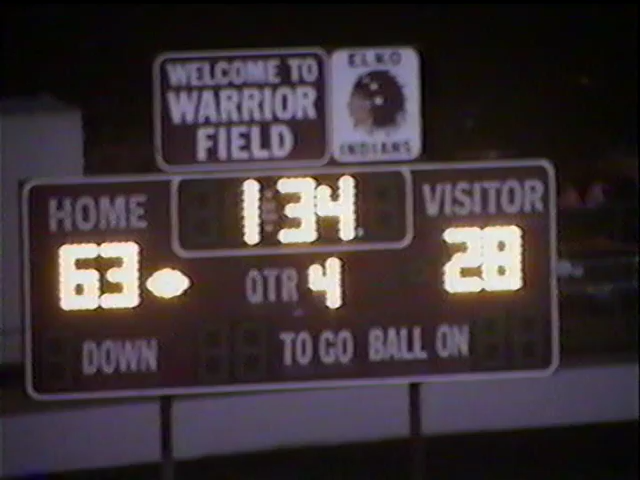 WELCOME TO
WARRIOR
FIELD
ELKO
INDIANS
HOME 1:34 VISITOR
63 QTR 4 28
DOWN TO GO BALL ON